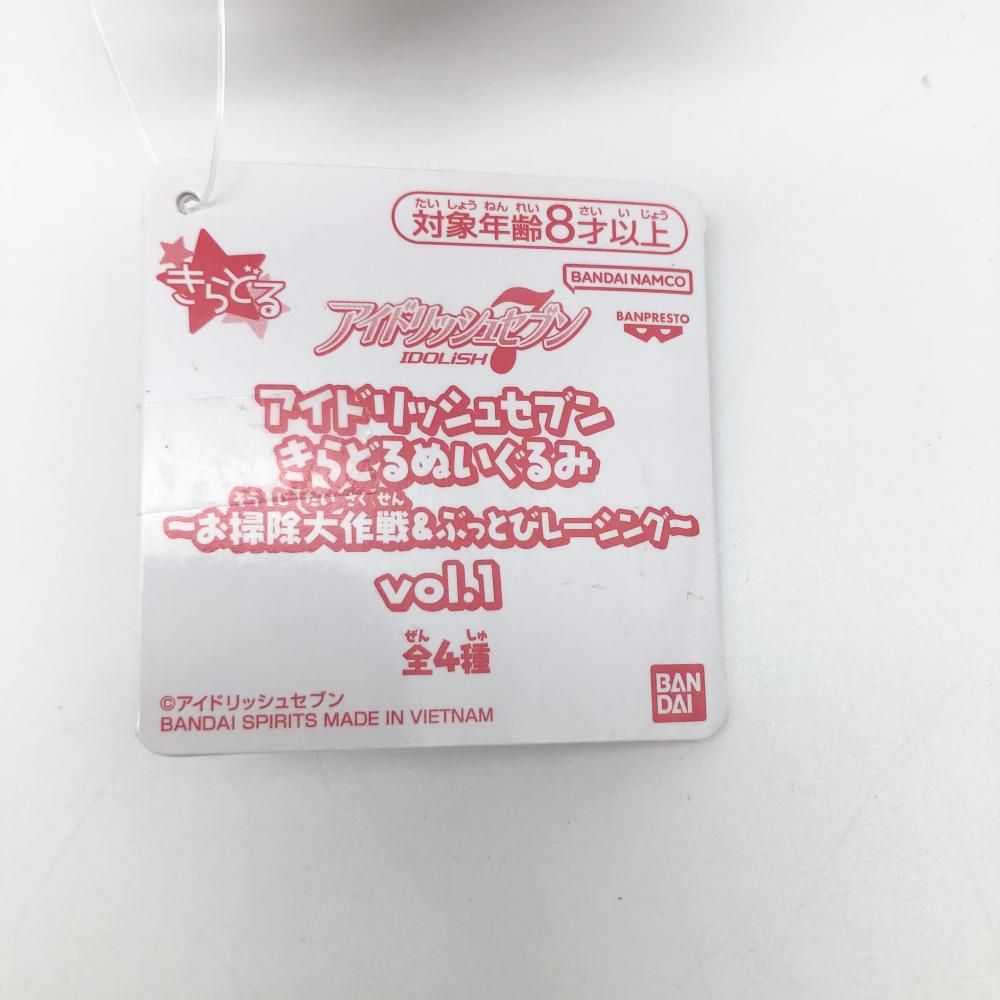 たいしょうねんれい さいいじょう
対象年齢8才以上
きらどる
BANDAI NAMCO
アイドリッシュセブン
IDOLiSH7
BANPRESTO
アイドリッシュセブン
きらどるぬいぐるみ
そうじだいさくせん
~お掃除大作戦&ぶっとびレーシング~
vol.1
ぜん しゅ
全4種
©アイドリッシュセブン
BANDAI SPIRITS MADE IN VIETNAM
BAN
DAI